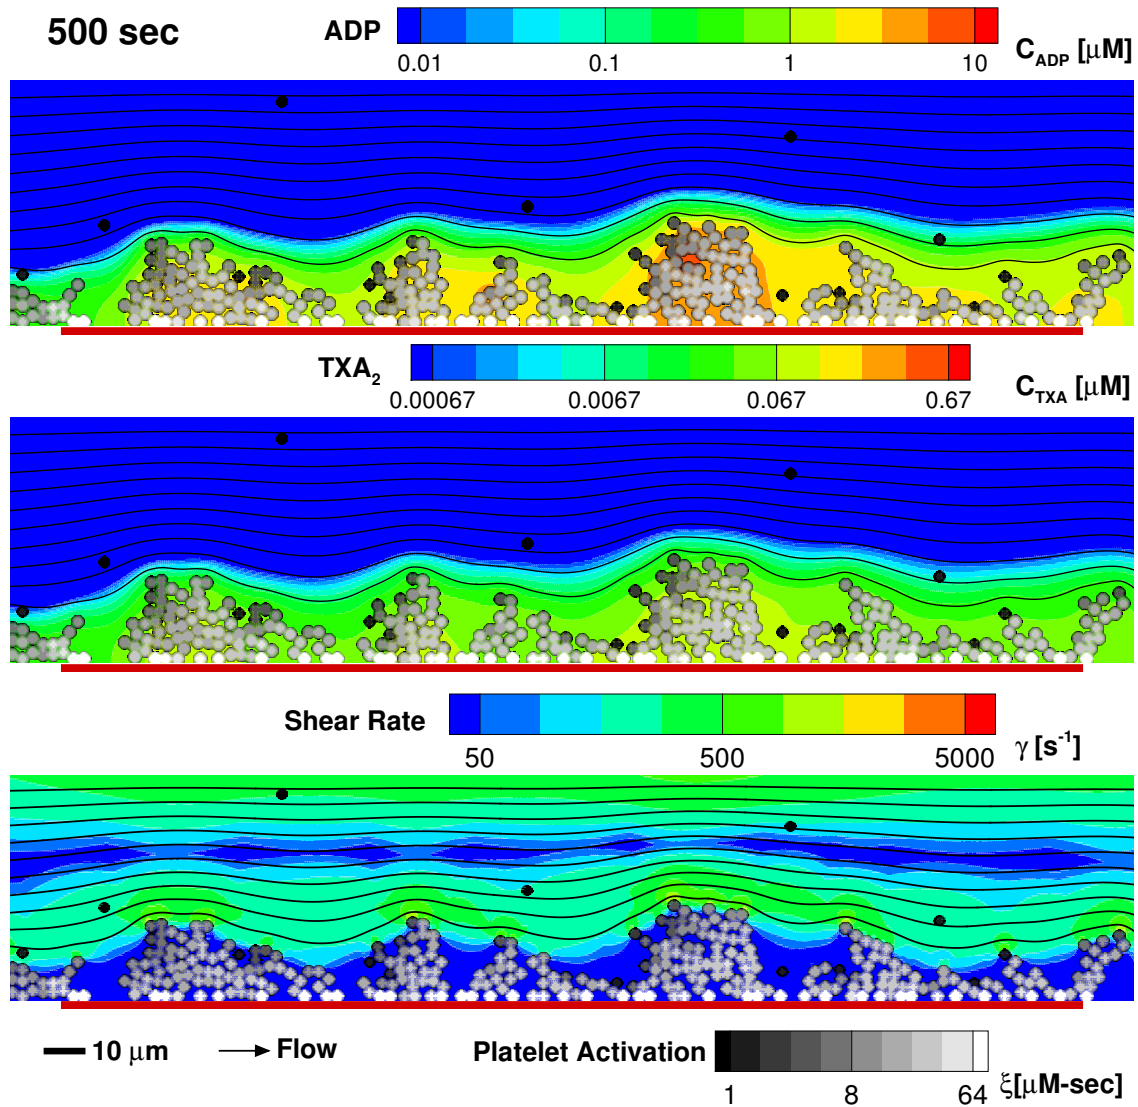 500 sec
ADP
0.01 0.1 1 10
C_ADP [μM]
TXA₂
0.00067 0.0067 0.067 0.67
C_TXA [μM]
Shear Rate
50 500 5000
γ [s⁻¹]
10 μm
Flow
Platelet Activation
1 8 64
ξ[μM-sec]